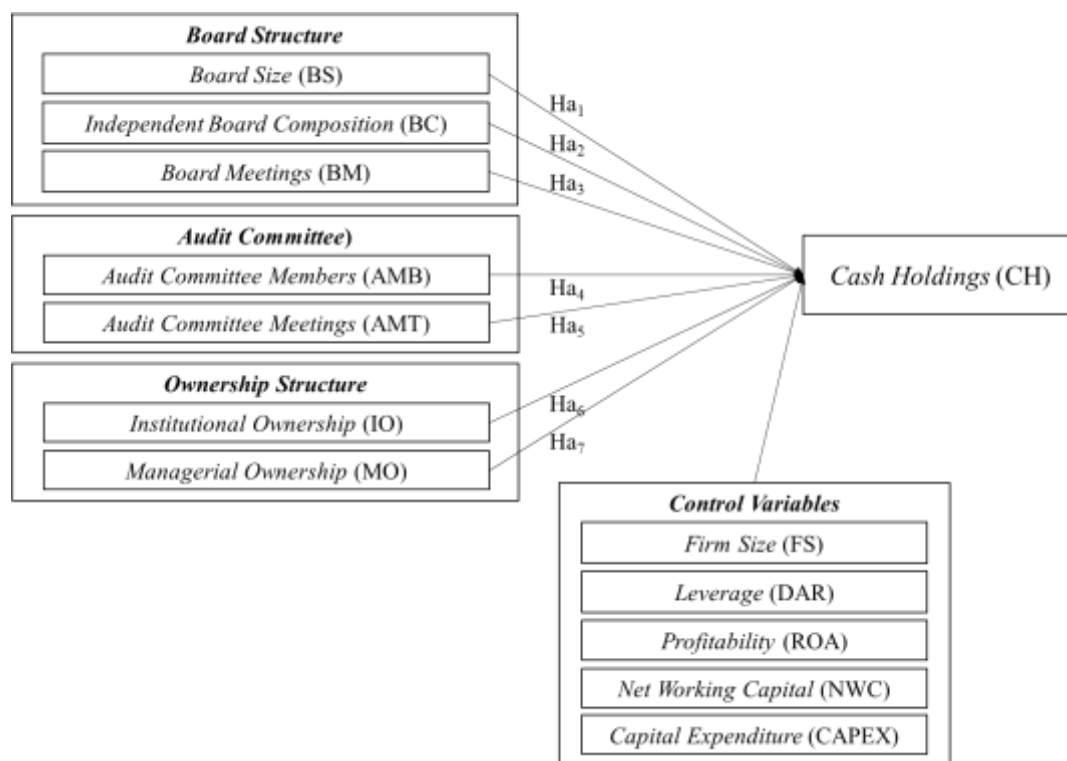 Board Structure
Board Size (BS)
Independent Board Composition (BC)
Board Meetings (BM)
Ha1
Ha2
Ha3
Audit Committee)
Audit Committee Members (AMB)
Audit Committee Meetings (AMT)
Ha4
Ha5
Cash Holdings (CH)
Ownership Structure
Institutional Ownership (IO)
Managerial Ownership (MO)
Ha6
Ha7
Control Variables
Firm Size (FS)
Leverage (DAR)
Profitability (ROA)
Net Working Capital (NWC)
Capital Expenditure (CAPEX)